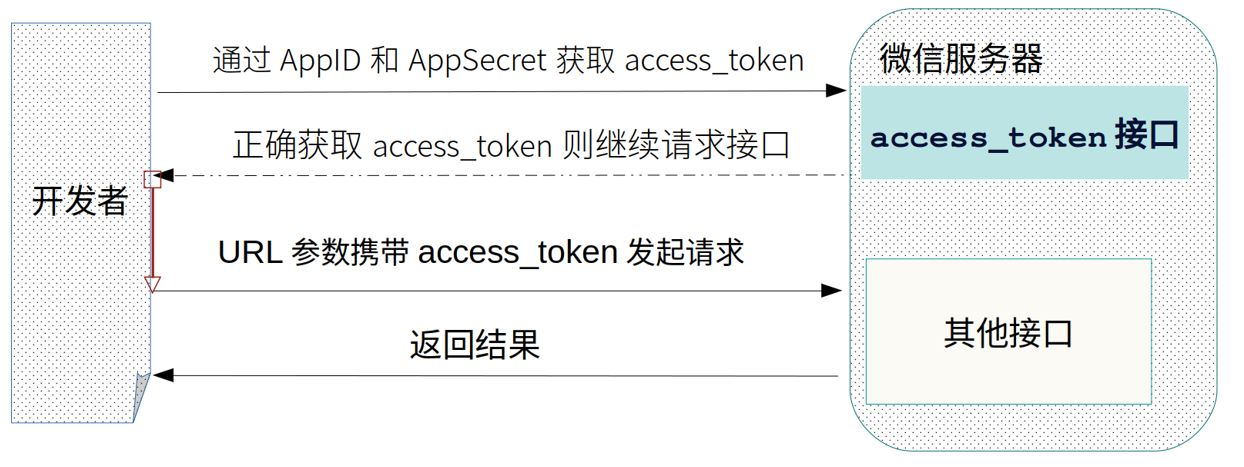 通过 AppID 和 AppSecret 获取 access_token
微信服务器
access_token 接口
正确获取 access_token 则继续请求接口
开发者
URL 参数携带 access_token 发起请求
其他接口
返回结果